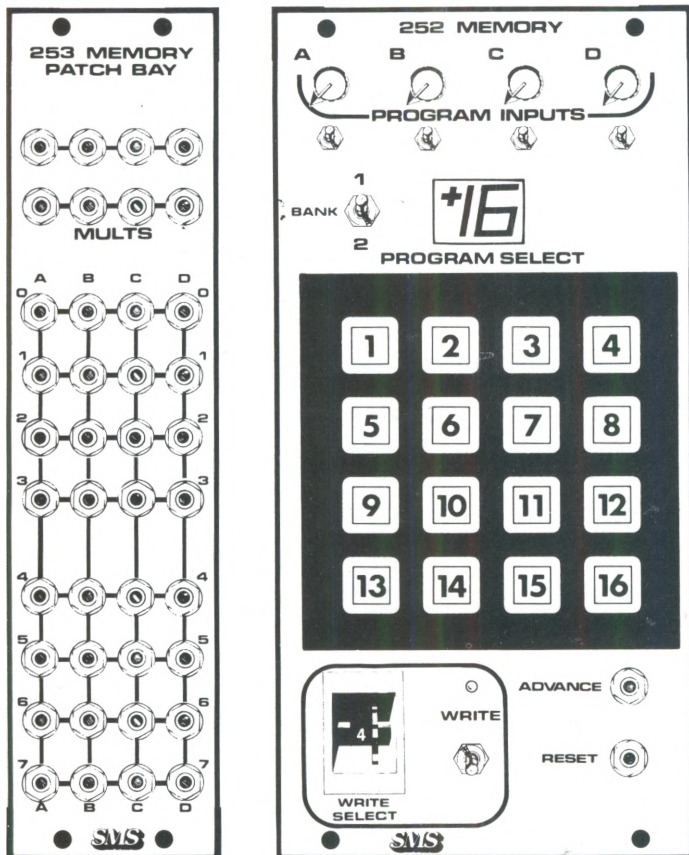 253 MEMORY
PATCH BAY
MULTS
A B C D
0 0
1 1
2 2
3 3
4 4
5 5
6 6
7 7
A B C D
SMS
252 MEMORY
A B C D
PROGRAM INPUTS
1
BANK
2
+16
PROGRAM SELECT
1 2 3 4
5 6 7 8
9 10 11 12
13 14 15 16
4
WRITE
SELECT
WRITE
ADVANCE
RESET
SMS